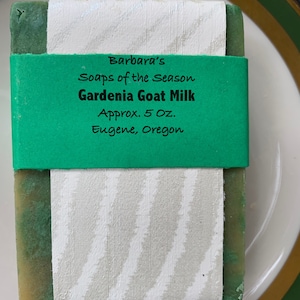 Barbara's
Soaps of the Season
Gardenia Goat Milk
Approx. 5 Oz.
Eugene, Oregon